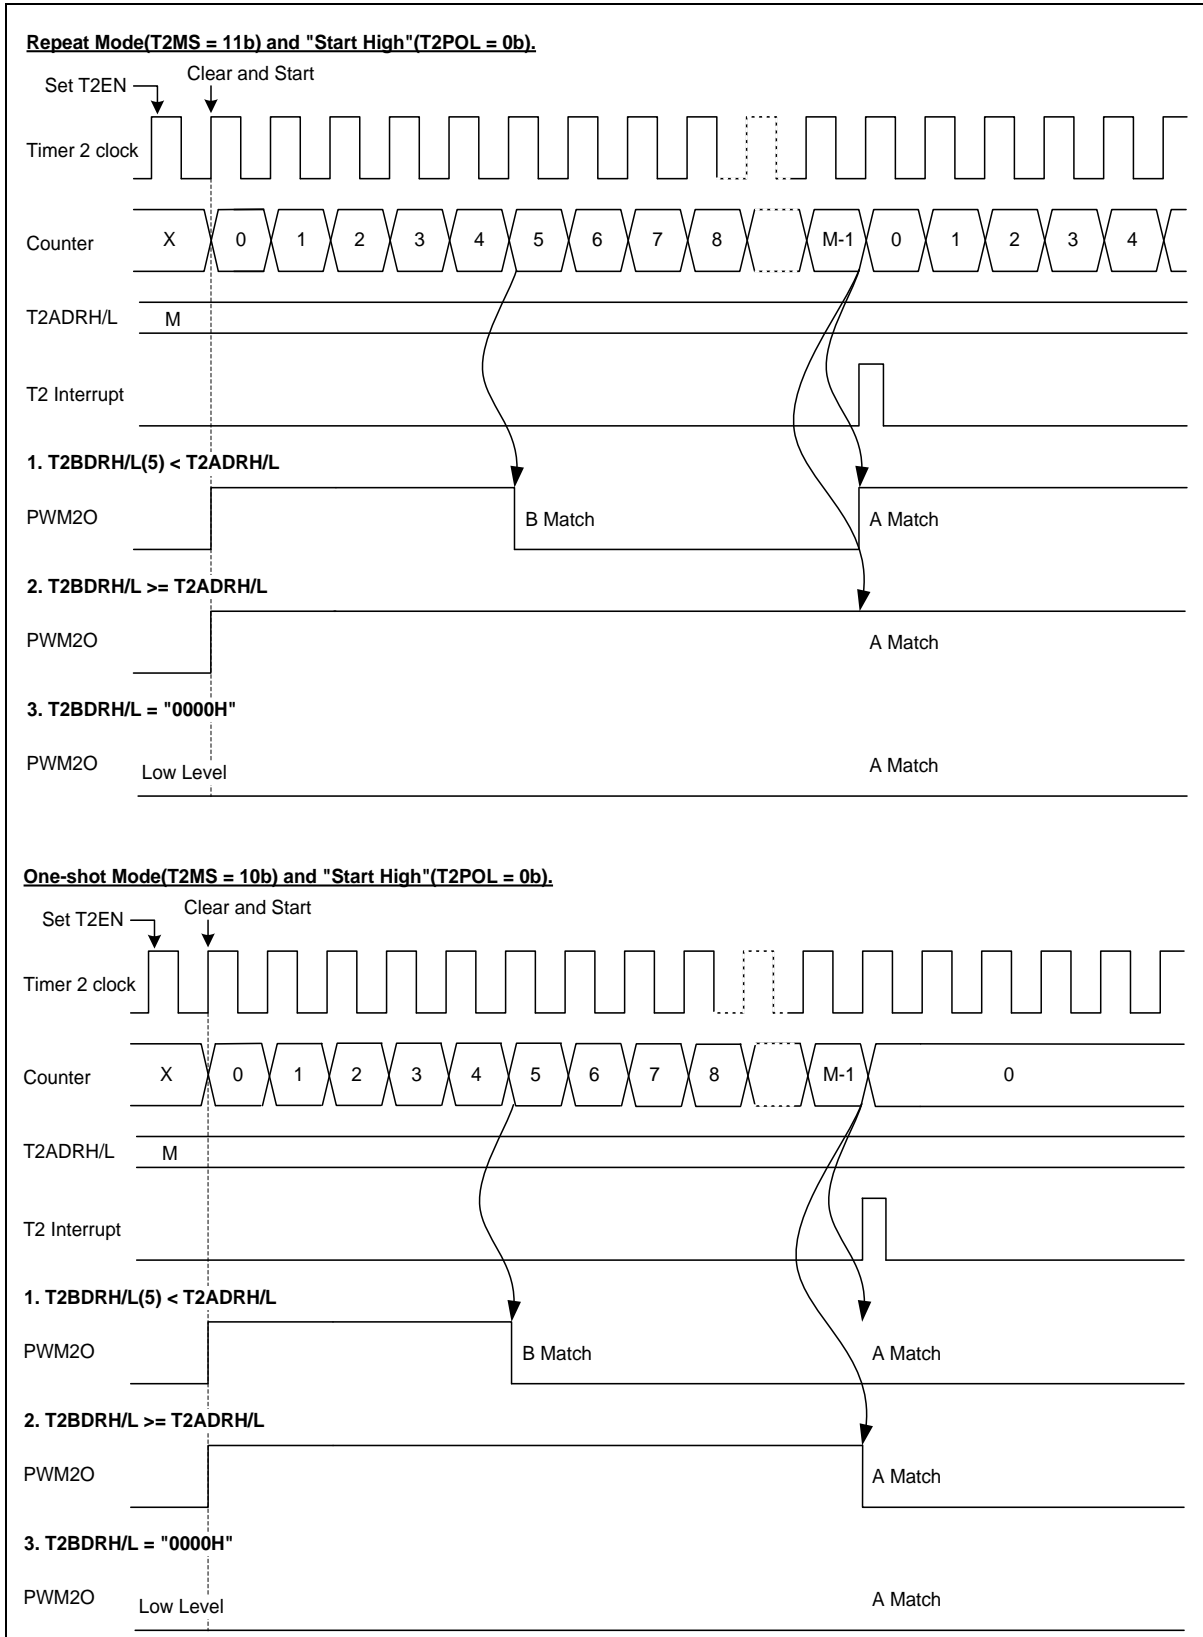 Repeat Mode(T2MS = 11b) and "Start High"(T2POL = 0b).
Set T2EN
Clear and Start
Timer 2 clock
Counter X 0 1 2 3 4 5 6 7 8 M-1 0 1 2 3 4
T2ADRH/L M
T2 Interrupt
1. T2BDRH/L(5) < T2ADRH/L
PWM2O B Match A Match
2. T2BDRH/L >= T2ADRH/L
PWM2O A Match
3. T2BDRH/L = "0000H"
PWM2O Low Level A Match
One-shot Mode(T2MS = 10b) and "Start High"(T2POL = 0b).
Set T2EN
Clear and Start
Timer 2 clock
Counter X 0 1 2 3 4 5 6 7 8 M-1 0
T2ADRH/L M
T2 Interrupt
1. T2BDRH/L(5) < T2ADRH/L
PWM2O B Match A Match
2. T2BDRH/L >= T2ADRH/L
PWM2O A Match
3. T2BDRH/L = "0000H"
PWM2O Low Level A Match